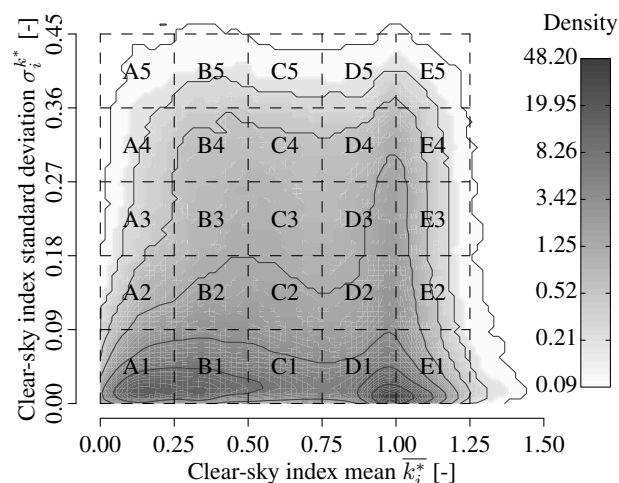 Density
48.20
19.95
8.26
3.42
1.25
0.52
0.21
0.09
Clear-sky index standard deviation σ_i^{k*} [-]
0.45
0.36
0.27
0.18
0.09
0.00
A5 B5 C5 D5 E5
A4 B4 C4 D4 E4
A3 B3 C3 D3 E3
A2 B2 C2 D2 E2
A1 B1 C1 D1 E1
0.00 0.25 0.50 0.75 1.00 1.25 1.50
Clear-sky index mean \overline{k_i^*} [-]